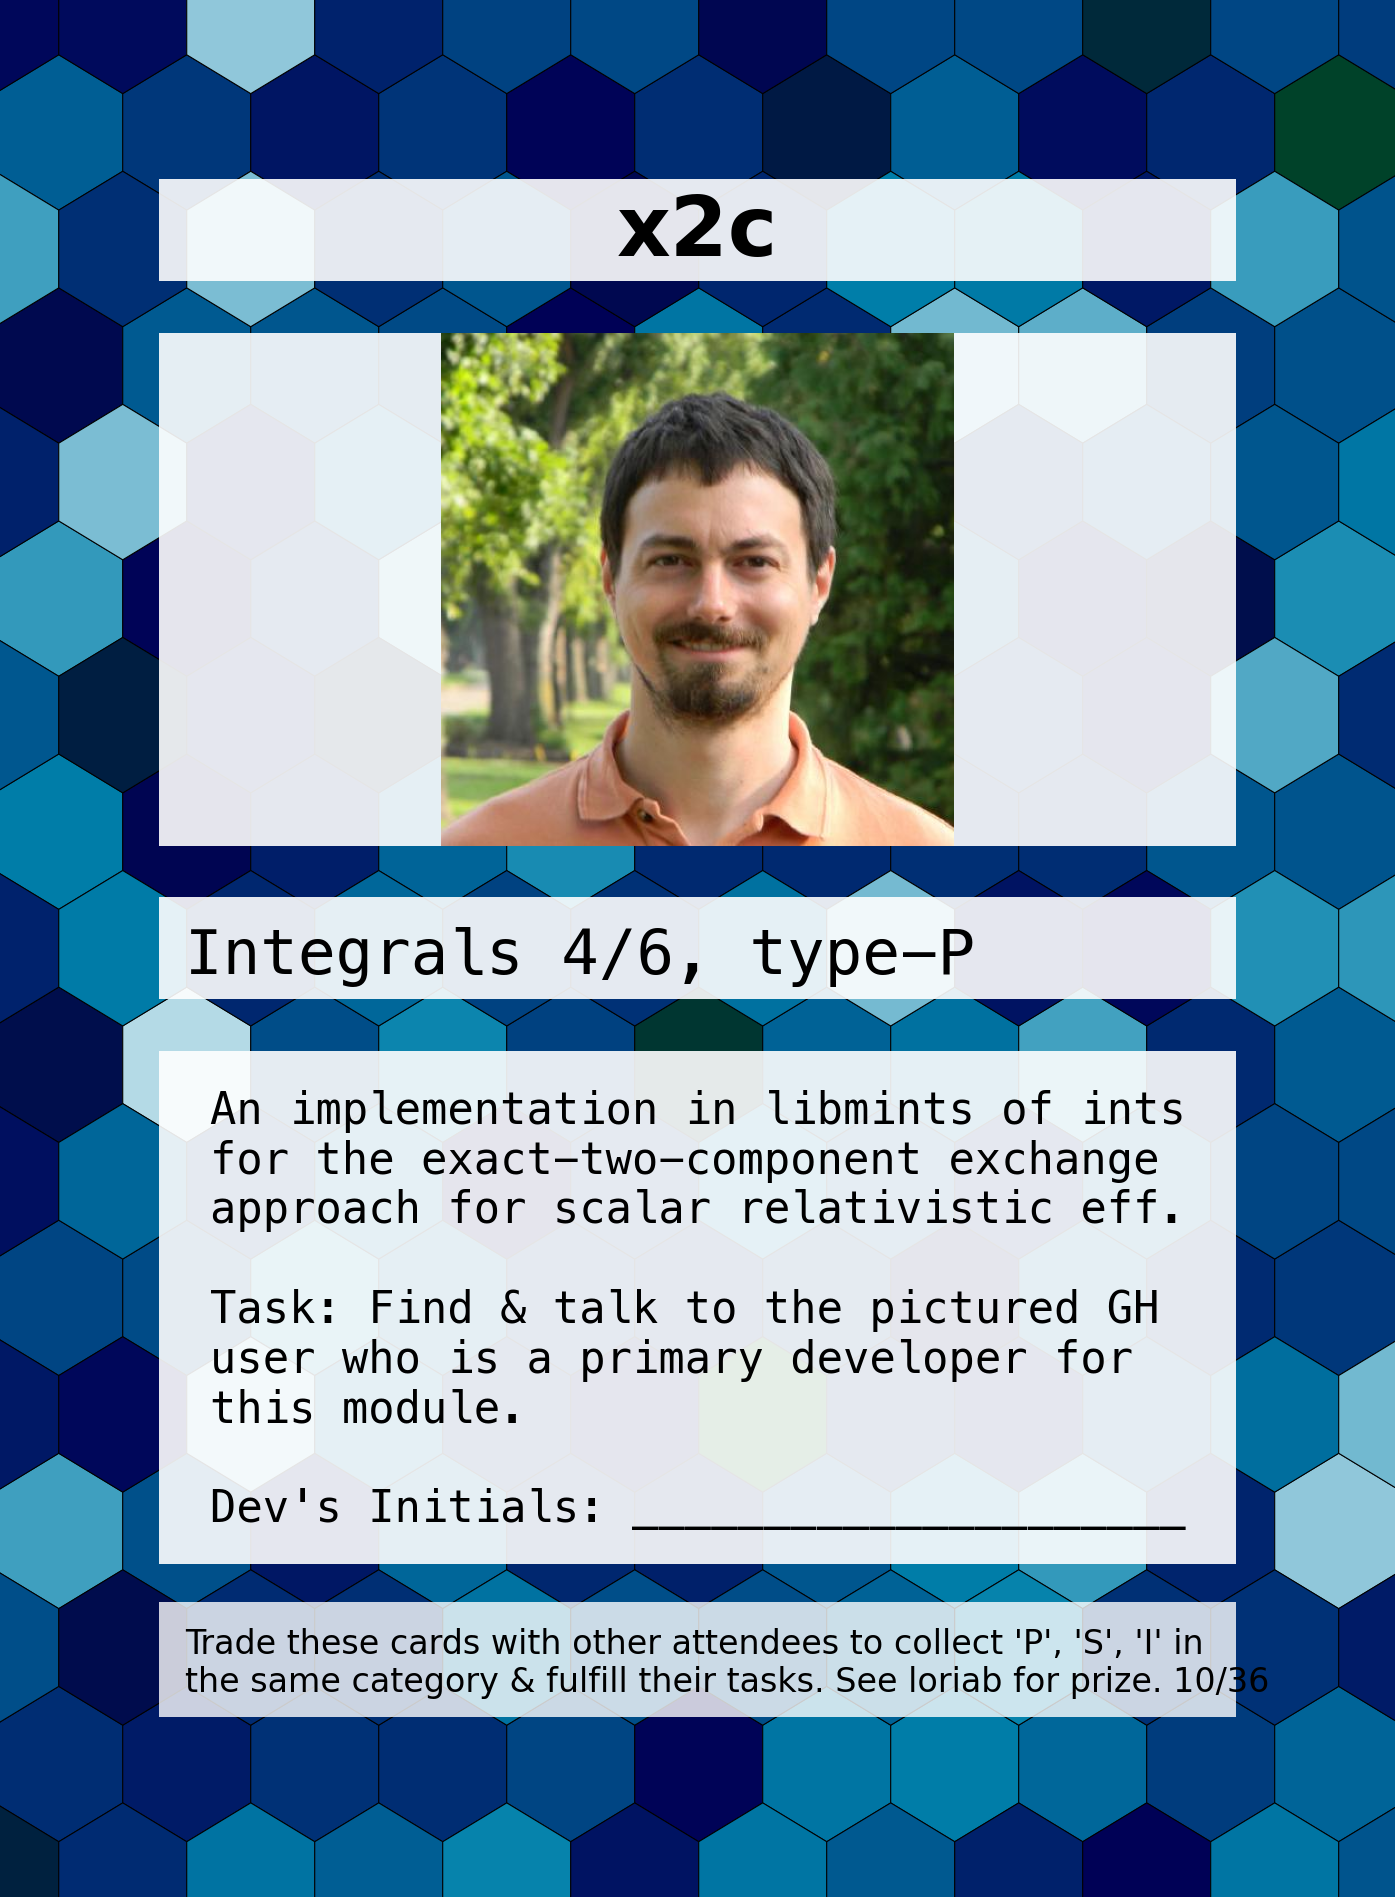 x2c
Integrals 4/6, type−P
An implementation in libmints of ints
for the exact−two−component exchange
approach for scalar relativistic eff.
Task: Find & talk to the pictured GH
user who is a primary developer for
this module.
Dev's Initials: _____________________
Trade these cards with other attendees to collect 'P', 'S', 'I' in
the same category & fulfill their tasks. See loriab for prize. 10/36